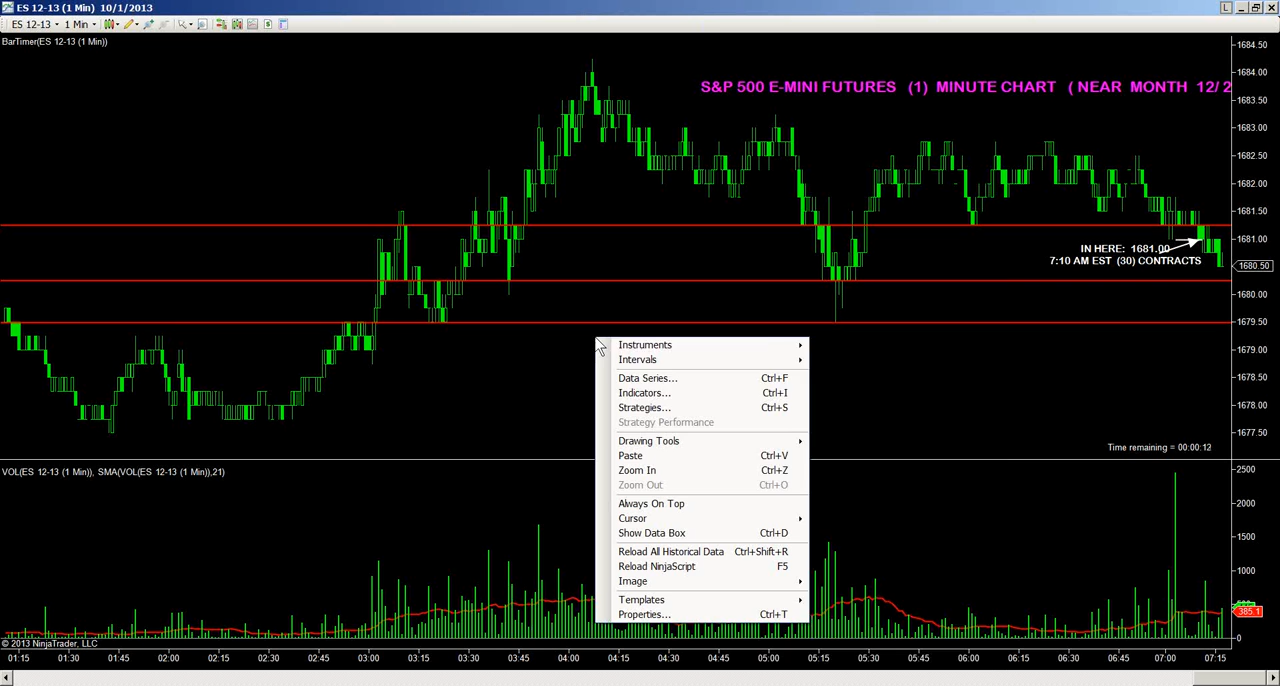 ES 12-13 (1 Min) 10/1/2013
L
ES 12-13 1 Min
BarTimer(ES 12-13 (1 Min))
S&P 500 E-MINI FUTURES (1) MINUTE CHART ( NEAR MONTH 12/ 2
1684.50
1684.00
1683.50
1683.00
1682.50
1682.00
1681.50
1681.00
1680.50
1680.00
1679.50
1679.00
1678.50
1678.00
1677.50
IN HERE: 1681.00
7:10 AM EST (30) CONTRACTS
Instruments
Intervals
Data Series... Ctrl+F
Indicators... Ctrl+I
Strategies... Ctrl+S
Strategy Performance
Drawing Tools
Paste Ctrl+V
Zoom In Ctrl+Z
Zoom Out Ctrl+O
Always On Top
Cursor
Show Data Box Ctrl+D
Reload All Historical Data Ctrl+Shift+R
Reload NinjaScript F5
Image
Templates
Properties... Ctrl+T
Time remaining = 00:00:12
VOL(ES 12-13 (1 Min)), SMA(VOL(ES 12-13 (1 Min)),21)
2500
2000
1500
1000
385.1
0
© 2013 NinjaTrader, LLC
01:15 01:30 01:45 02:00 02:15 02:30 02:45 03:00 03:15 03:30 03:45 04:00 04:15 04:30 04:45 05:00 05:15 05:30 05:45 06:00 06:15 06:30 06:45 07:00 07:15